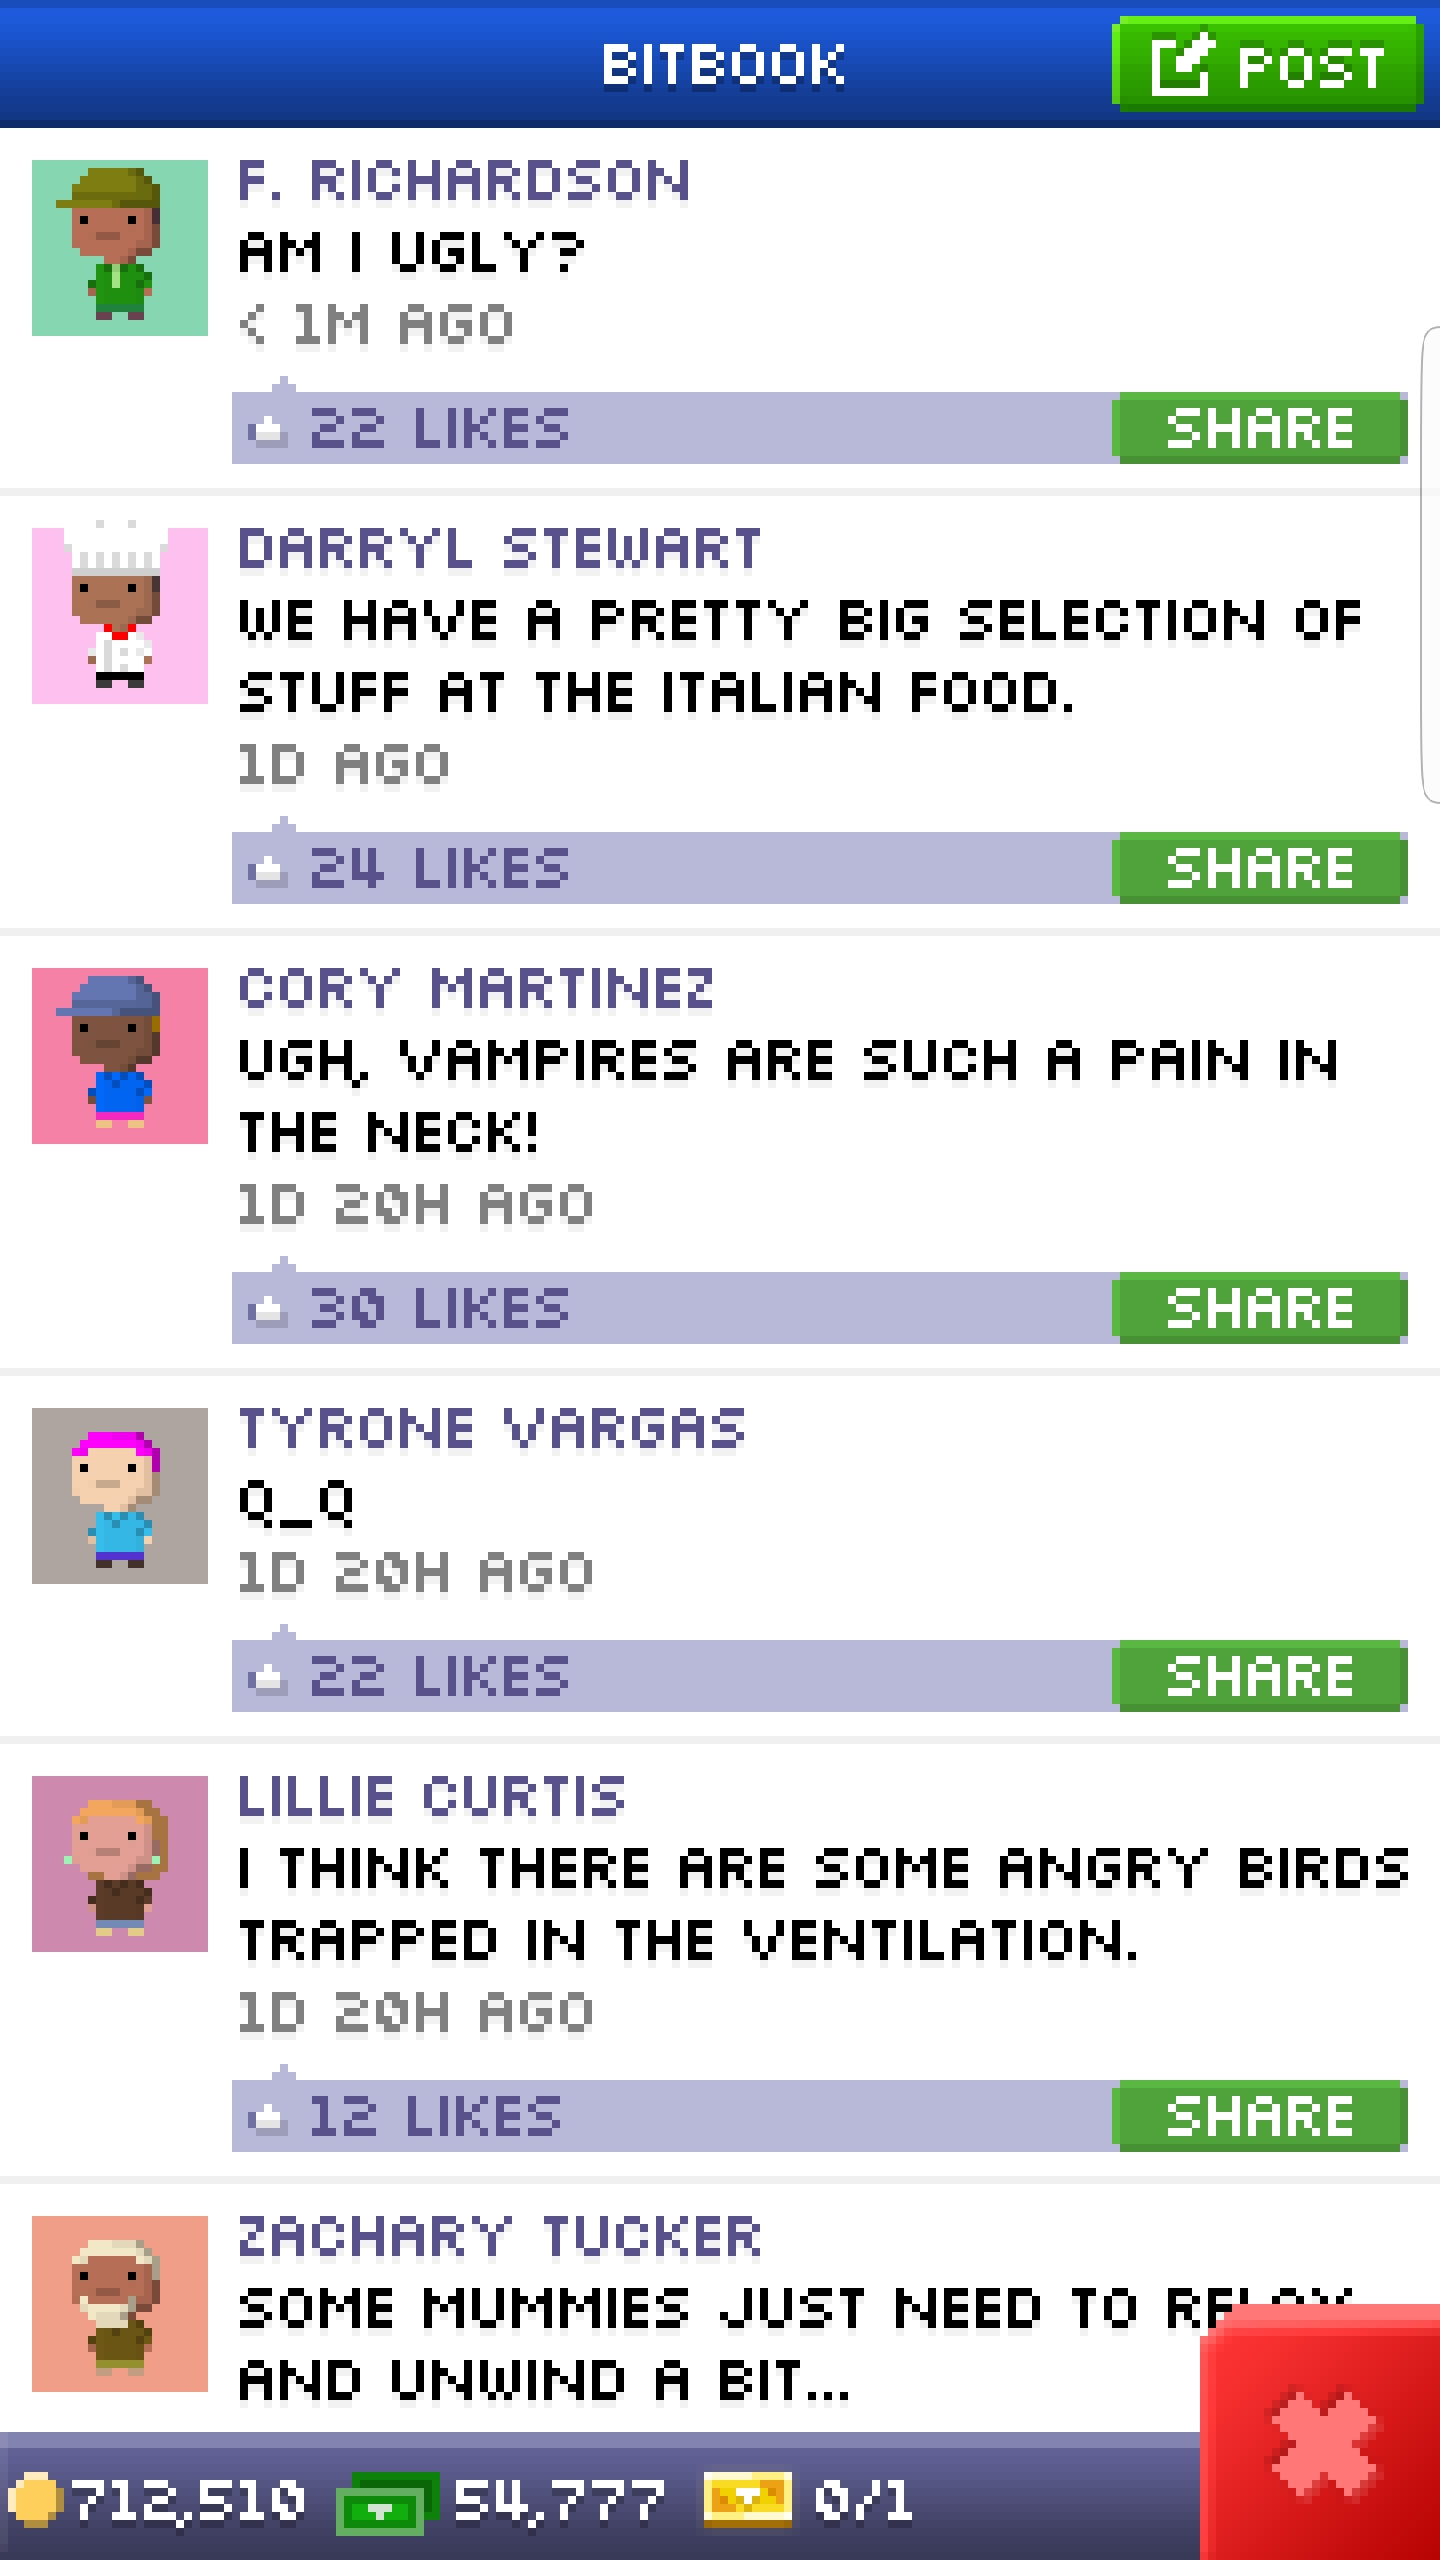 BITBOOK
POST
F. RICHARDSON
AM I UGLY?
< 1M AGO
22 LIKES
SHARE
DARRYL STEWART
WE HAVE A PRETTY BIG SELECTION OF
STUFF AT THE ITALIAN FOOD.
1D AGO
24 LIKES
SHARE
CORY MARTINEZ
UGH, VAMPIRES ARE SUCH A PAIN IN
THE NECK!
1D 20H AGO
30 LIKES
SHARE
TYRONE VARGAS
Q_Q
1D 20H AGO
22 LIKES
SHARE
LILLIE CURTIS
I THINK THERE ARE SOME ANGRY BIRDS
TRAPPED IN THE VENTILATION.
1D 20H AGO
12 LIKES
SHARE
ZACHARY TUCKER
SOME MUMMIES JUST NEED TO RELAX
AND UNWIND A BIT...
712,510
54,777
0/1